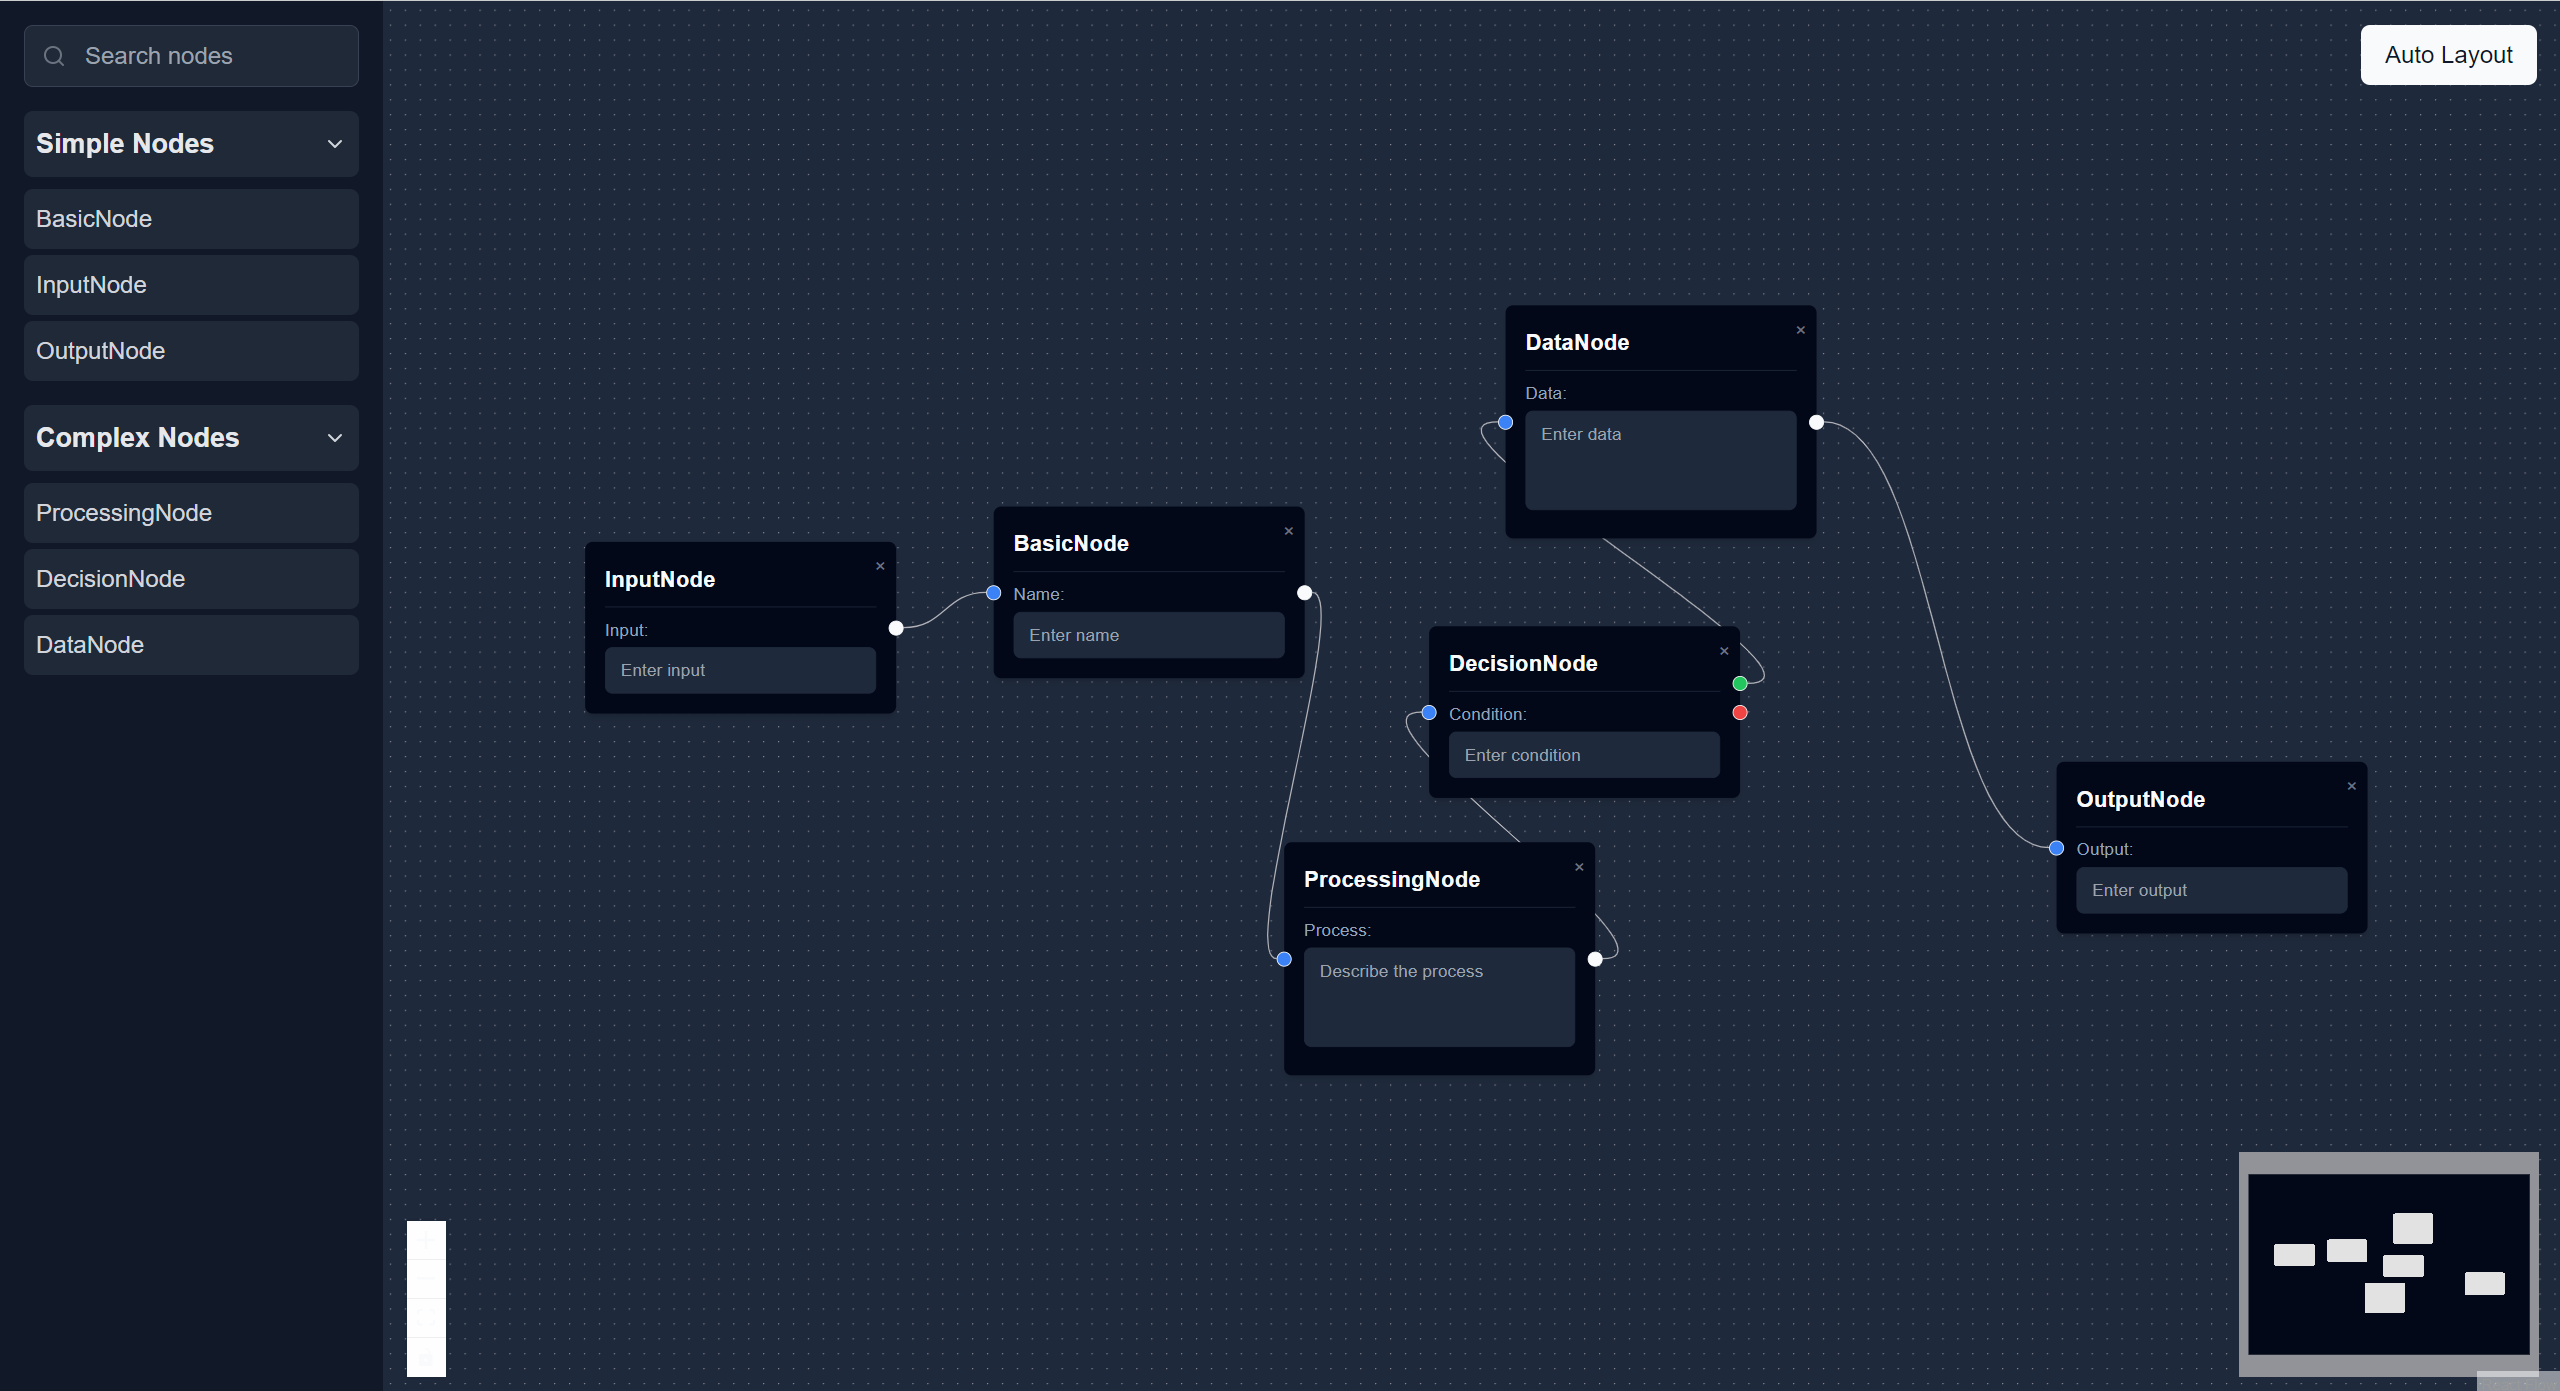 Search nodes
Simple Nodes
BasicNode
InputNode
OutputNode
Complex Nodes
ProcessingNode
DecisionNode
DataNode
Auto Layout
InputNode
Input:
Enter input
BasicNode
Name:
Enter name
DataNode
Data:
Enter data
DecisionNode
Condition:
Enter condition
ProcessingNode
Process:
Describe the process
OutputNode
Output:
Enter output